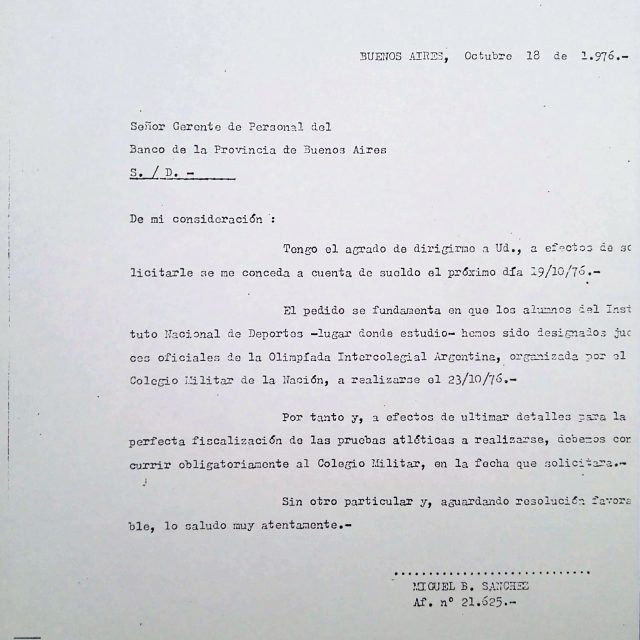 BUENOS AIRES, Octubre 18 de 1.976.-
Señor Gerente de Personal del
Banco de la Provincia de Buenos Aires
S. / D. -
De mi consideración :
Tengo el agrado de dirigirme a Ud., a efectos de so
licitarle se me conceda a cuenta de sueldo el próximo día 19/10/76.-
El pedido se fundamenta en que los alumnos del Inst
tuto Nacional de Deportes -lugar donde estudio- hemos sido designados jue
ces oficiales de la Olimpíada Intercolegial Argentina, organizada por el
Colegio Militar de la Nación, a realizarse el 23/10/76.-
Por tanto y, a efectos de ultimar detalles para la
perfecta fiscalización de las pruebas atléticas a realizarse, debemos con
currir obligatoriamente al Colegio Militar, en la fecha que solicitara.-
Sin otro particular y, aguardando resolución favora
ble, lo saludo muy atentamente.-
MIGUEL B. SANCHEZ
Af. nº 21.625.-